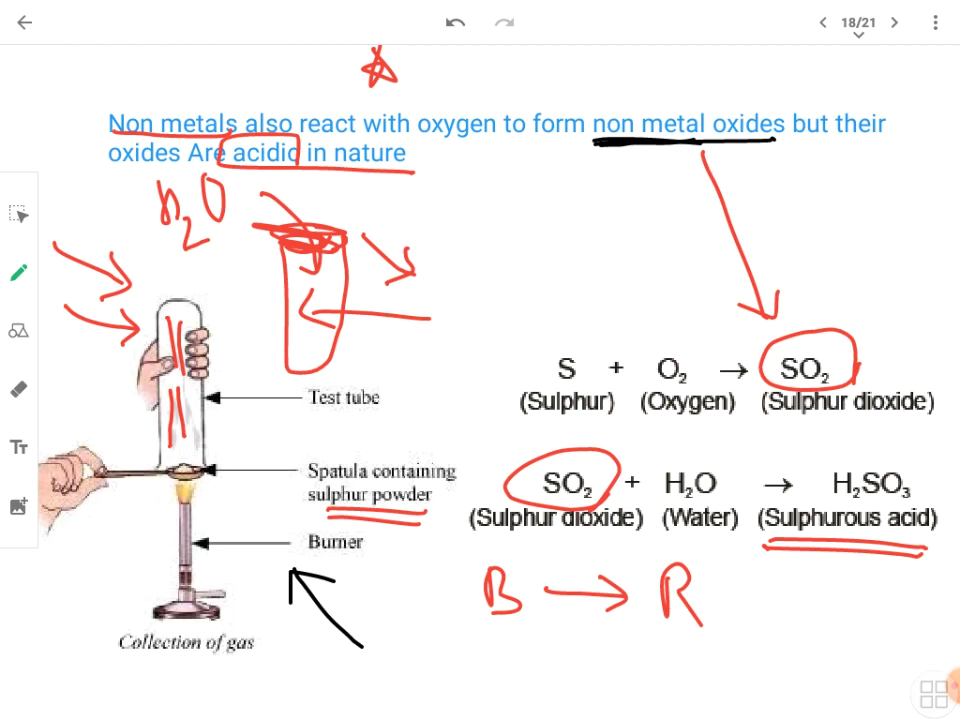 18/21
Non metals also react with oxygen to form non metal oxides but their
oxides Are acidic in nature
h₂O
S + O₂ → SO₂
(Sulphur) (Oxygen) (Sulphur dioxide)
Test tube
Spatula containing
sulphur powder
SO₂ + H₂O → H₂SO₃
(Sulphur dioxide) (Water) (Sulphurous acid)
Burner
B → R
Collection of gas
Tт